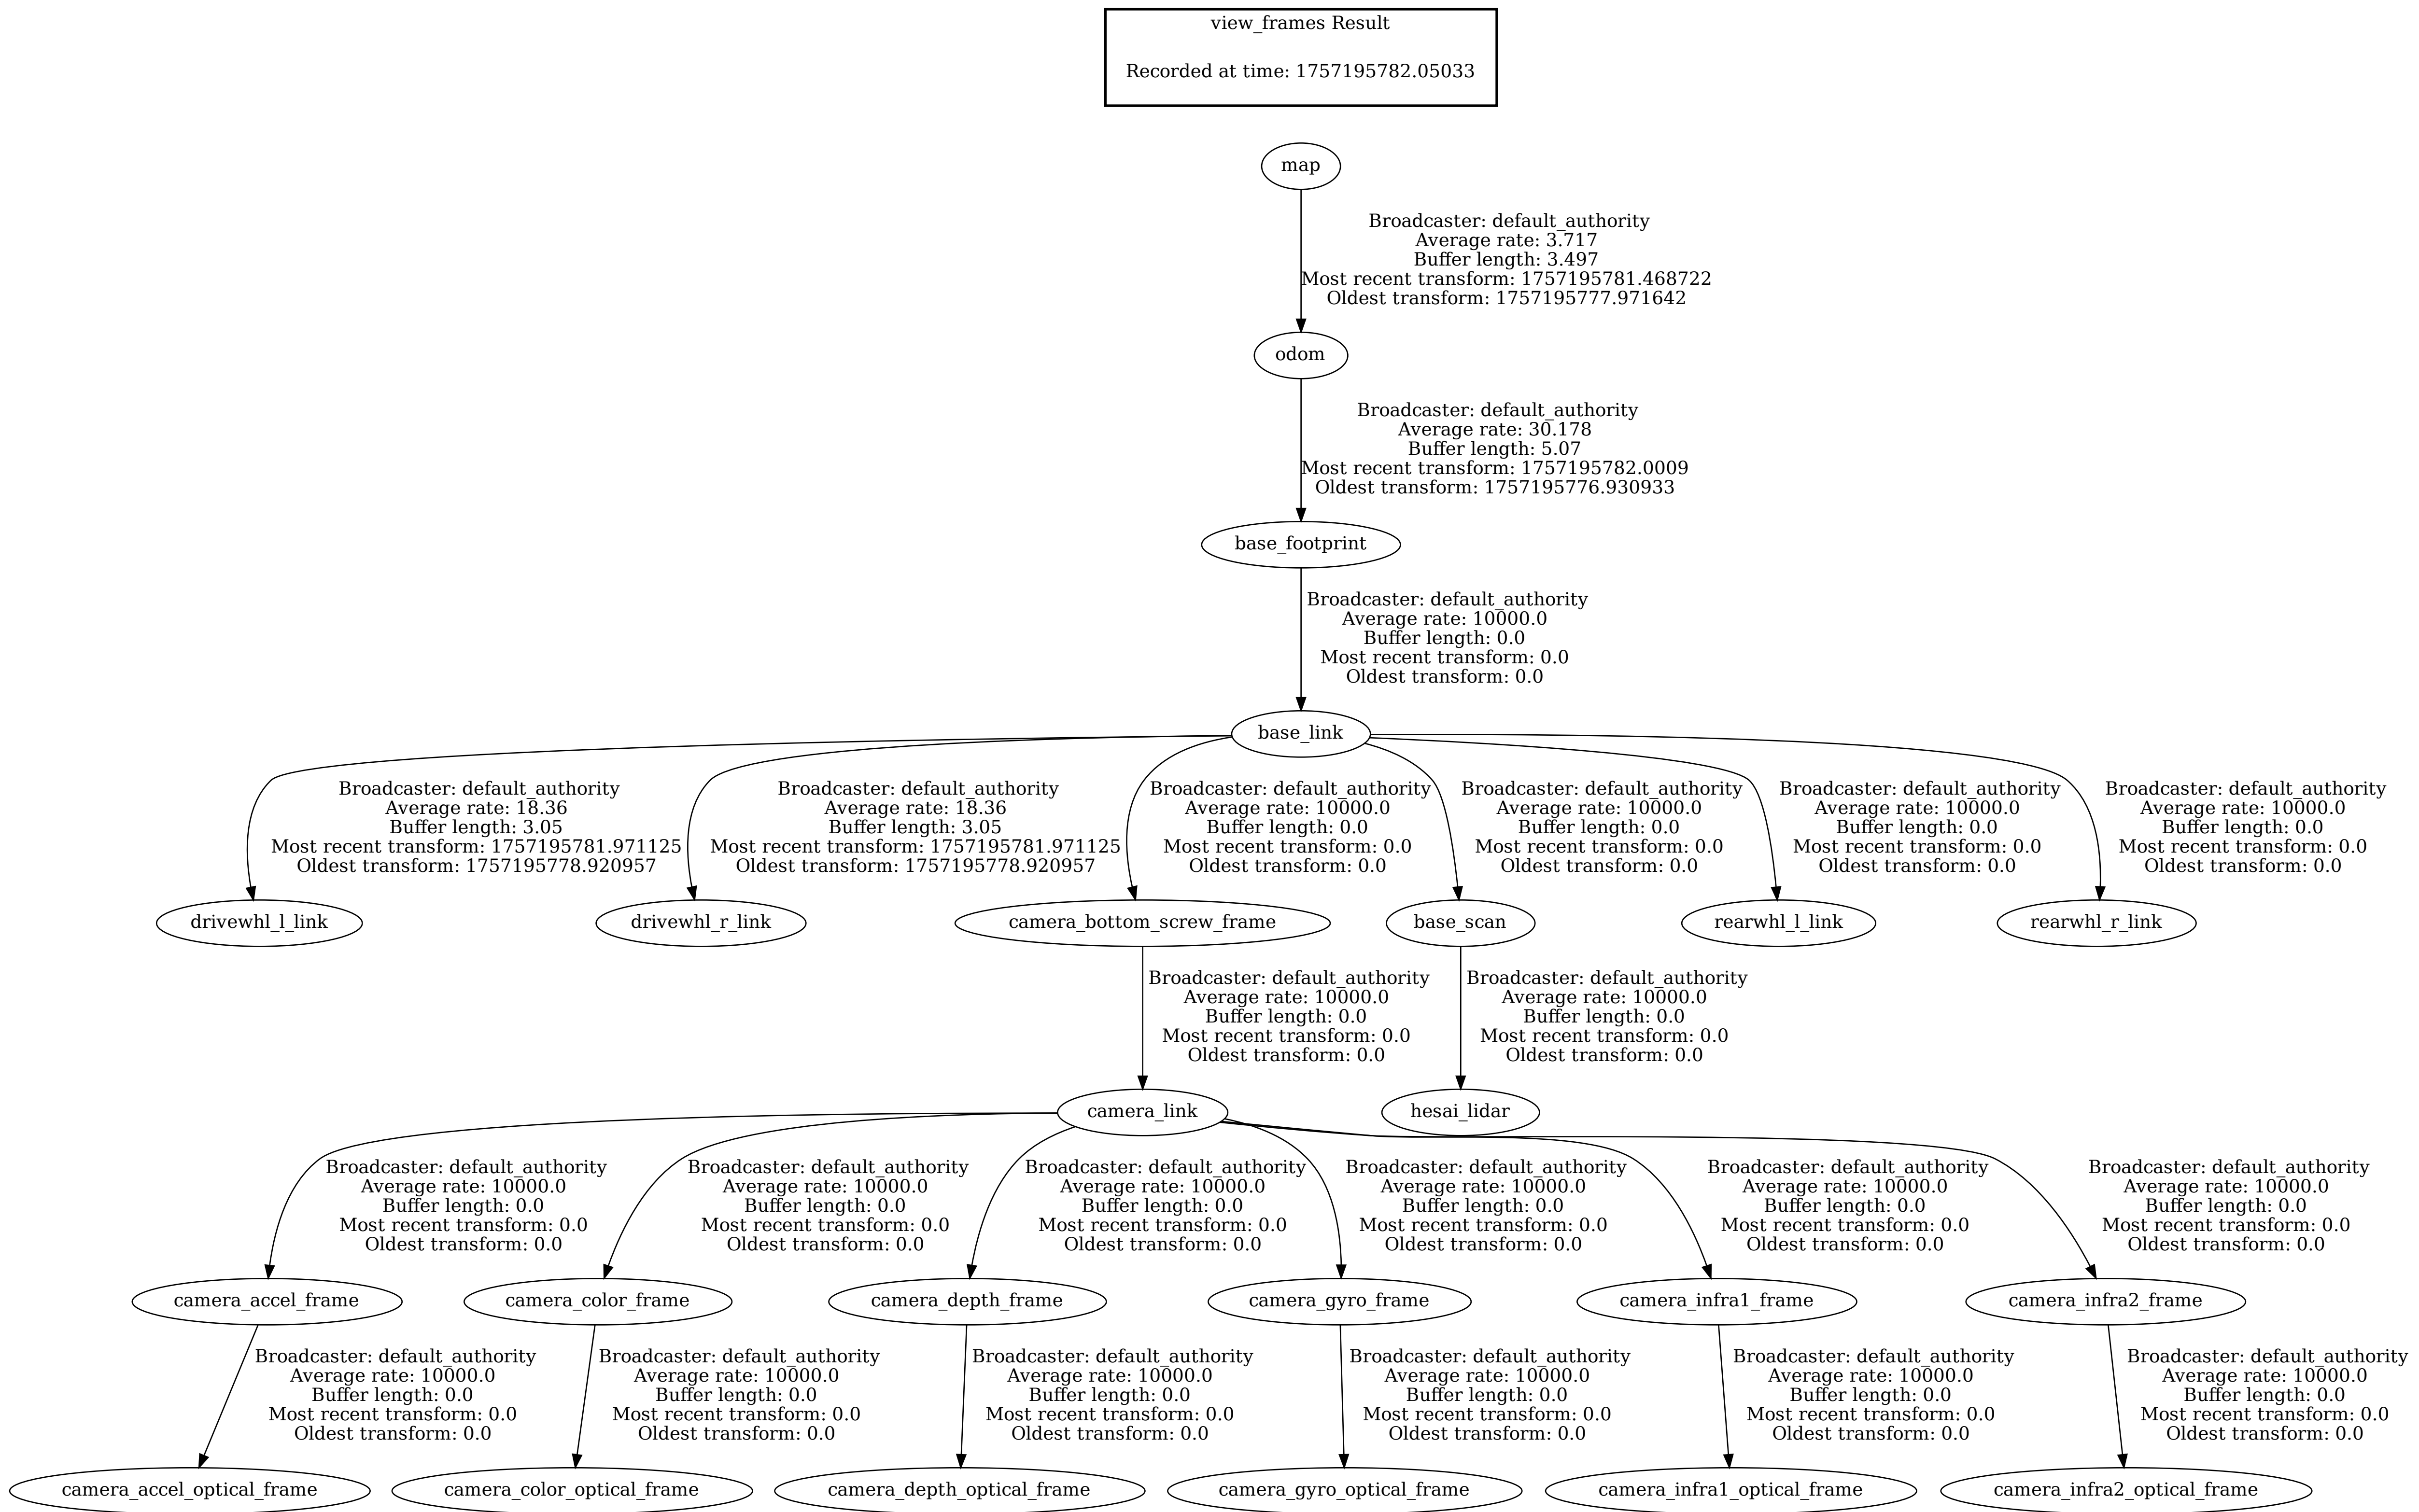 view_frames Result
Recorded at time: 1757195782.05033
map
Broadcaster: default_authority
Average rate: 3.717
Buffer length: 3.497
Most recent transform: 1757195781.468722
Oldest transform: 1757195777.971642
odom
Broadcaster: default_authority
Average rate: 30.178
Buffer length: 5.07
Most recent transform: 1757195782.0009
Oldest transform: 1757195776.930933
base_footprint
Broadcaster: default_authority
Average rate: 10000.0
Buffer length: 0.0
Most recent transform: 0.0
Oldest transform: 0.0
base_link
Broadcaster: default_authority
Average rate: 18.36
Buffer length: 3.05
Most recent transform: 1757195781.971125
Oldest transform: 1757195778.920957
Broadcaster: default_authority
Average rate: 18.36
Buffer length: 3.05
Most recent transform: 1757195781.971125
Oldest transform: 1757195778.920957
Broadcaster: default_authority
Average rate: 10000.0
Buffer length: 0.0
Most recent transform: 0.0
Oldest transform: 0.0
Broadcaster: default_authority
Average rate: 10000.0
Buffer length: 0.0
Most recent transform: 0.0
Oldest transform: 0.0
Broadcaster: default_authority
Average rate: 10000.0
Buffer length: 0.0
Most recent transform: 0.0
Oldest transform: 0.0
Broadcaster: default_authority
Average rate: 10000.0
Buffer length: 0.0
Most recent transform: 0.0
Oldest transform: 0.0
drivewhl_l_link
drivewhl_r_link
camera_bottom_screw_frame
base_scan
rearwhl_l_link
rearwhl_r_link
Broadcaster: default_authority
Average rate: 10000.0
Buffer length: 0.0
Most recent transform: 0.0
Oldest transform: 0.0
Broadcaster: default_authority
Average rate: 10000.0
Buffer length: 0.0
Most recent transform: 0.0
Oldest transform: 0.0
camera_link
hesai_lidar
Broadcaster: default_authority
Average rate: 10000.0
Buffer length: 0.0
Most recent transform: 0.0
Oldest transform: 0.0
Broadcaster: default_authority
Average rate: 10000.0
Buffer length: 0.0
Most recent transform: 0.0
Oldest transform: 0.0
Broadcaster: default_authority
Average rate: 10000.0
Buffer length: 0.0
Most recent transform: 0.0
Oldest transform: 0.0
Broadcaster: default_authority
Average rate: 10000.0
Buffer length: 0.0
Most recent transform: 0.0
Oldest transform: 0.0
Broadcaster: default_authority
Average rate: 10000.0
Buffer length: 0.0
Most recent transform: 0.0
Oldest transform: 0.0
Broadcaster: default_authority
Average rate: 10000.0
Buffer length: 0.0
Most recent transform: 0.0
Oldest transform: 0.0
camera_accel_frame
camera_color_frame
camera_depth_frame
camera_gyro_frame
camera_infra1_frame
camera_infra2_frame
Broadcaster: default_authority
Average rate: 10000.0
Buffer length: 0.0
Most recent transform: 0.0
Oldest transform: 0.0
Broadcaster: default_authority
Average rate: 10000.0
Buffer length: 0.0
Most recent transform: 0.0
Oldest transform: 0.0
Broadcaster: default_authority
Average rate: 10000.0
Buffer length: 0.0
Most recent transform: 0.0
Oldest transform: 0.0
Broadcaster: default_authority
Average rate: 10000.0
Buffer length: 0.0
Most recent transform: 0.0
Oldest transform: 0.0
Broadcaster: default_authority
Average rate: 10000.0
Buffer length: 0.0
Most recent transform: 0.0
Oldest transform: 0.0
Broadcaster: default_authority
Average rate: 10000.0
Buffer length: 0.0
Most recent transform: 0.0
Oldest transform: 0.0
camera_accel_optical_frame
camera_color_optical_frame
camera_depth_optical_frame
camera_gyro_optical_frame
camera_infra1_optical_frame
camera_infra2_optical_frame